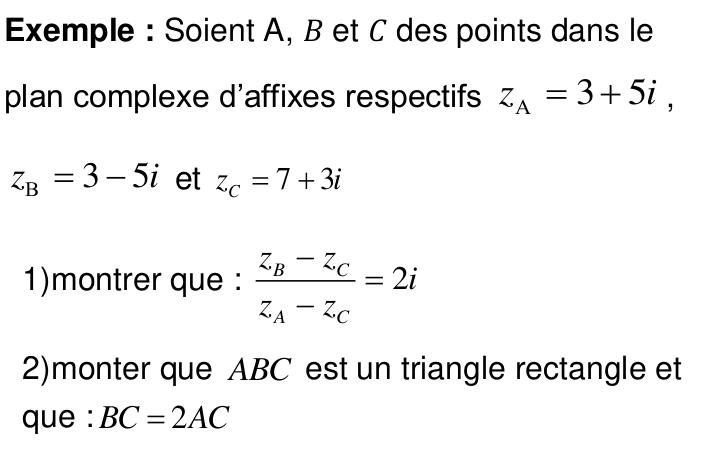 Exemple : Soient A, B et C des points dans le
plan complexe d’affixes respectifs z_A = 3 + 5i ,
z_B = 3 − 5i et z_C = 7 + 3i
1)montrer que : \frac{z_B − z_C}{z_A − z_C} = 2i
2)monter que ABC est un triangle rectangle et
que : BC = 2AC